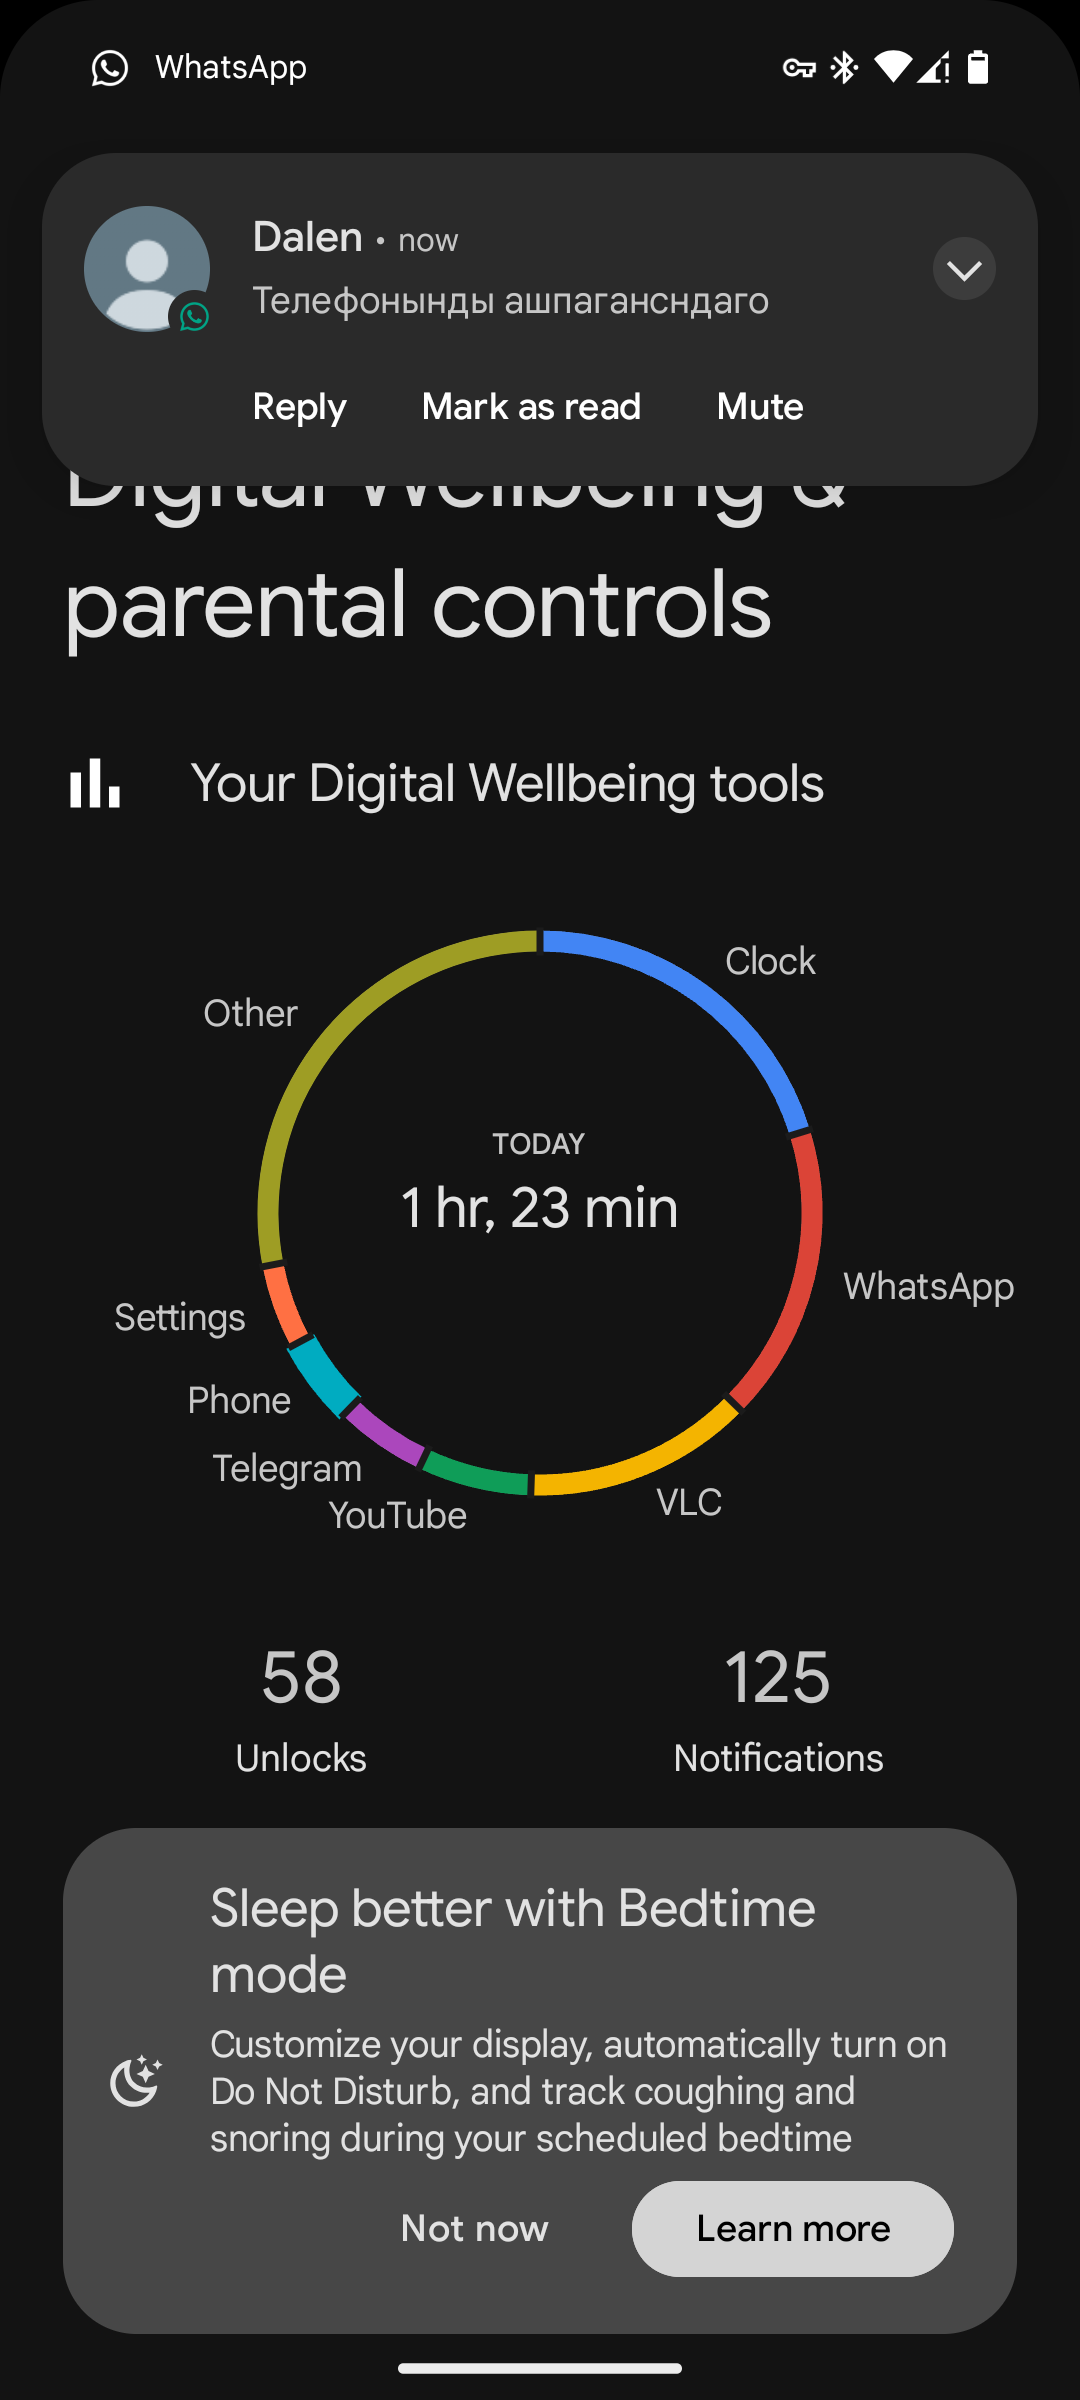 WhatsApp
Dalen • now
Телефонынды ашпагансндаго
Reply Mark as read Mute
Digital Wellbeing &
parental controls
Your Digital Wellbeing tools
Clock
Other
TODAY
1 hr, 23 min
WhatsApp
Settings
Phone
Telegram
VLC
YouTube
58 125
Unlocks Notifications
Sleep better with Bedtime
mode
Customize your display, automatically turn on
Do Not Disturb, and track coughing and
snoring during your scheduled bedtime
Not now Learn more